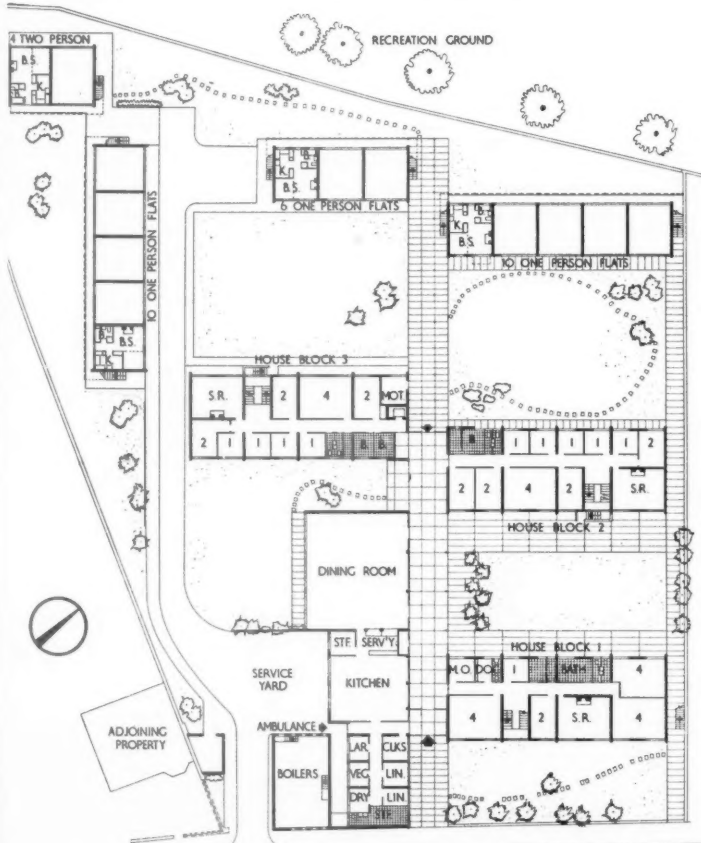 RECREATION GROUND
4 TWO PERSON
B.S.
K.
K.
B.S.
6 ONE PERSON FLATS
K.
B.S.
10 ONE PERSON FLATS
10 ONE PERSON FLATS
B.S.
K.
HOUSE BLOCK 3
S.R. 2 4 2 MOT.
2 1 1 1 1 B. B.
B. 1 1 1 1 1 2
2 2 4 2 S.R.
HOUSE BLOCK 2
DINING ROOM
STF. SERV'Y.
HOUSE BLOCK 1
M.O. DO. 1 BATH 4
4 2 S.R. 4
SERVICE
YARD
KITCHEN
AMBULANCE
ADJOINING
PROPERTY
BOILERS
LAR. CLKS
VEG. LIN.
DRY LIN.
STF.